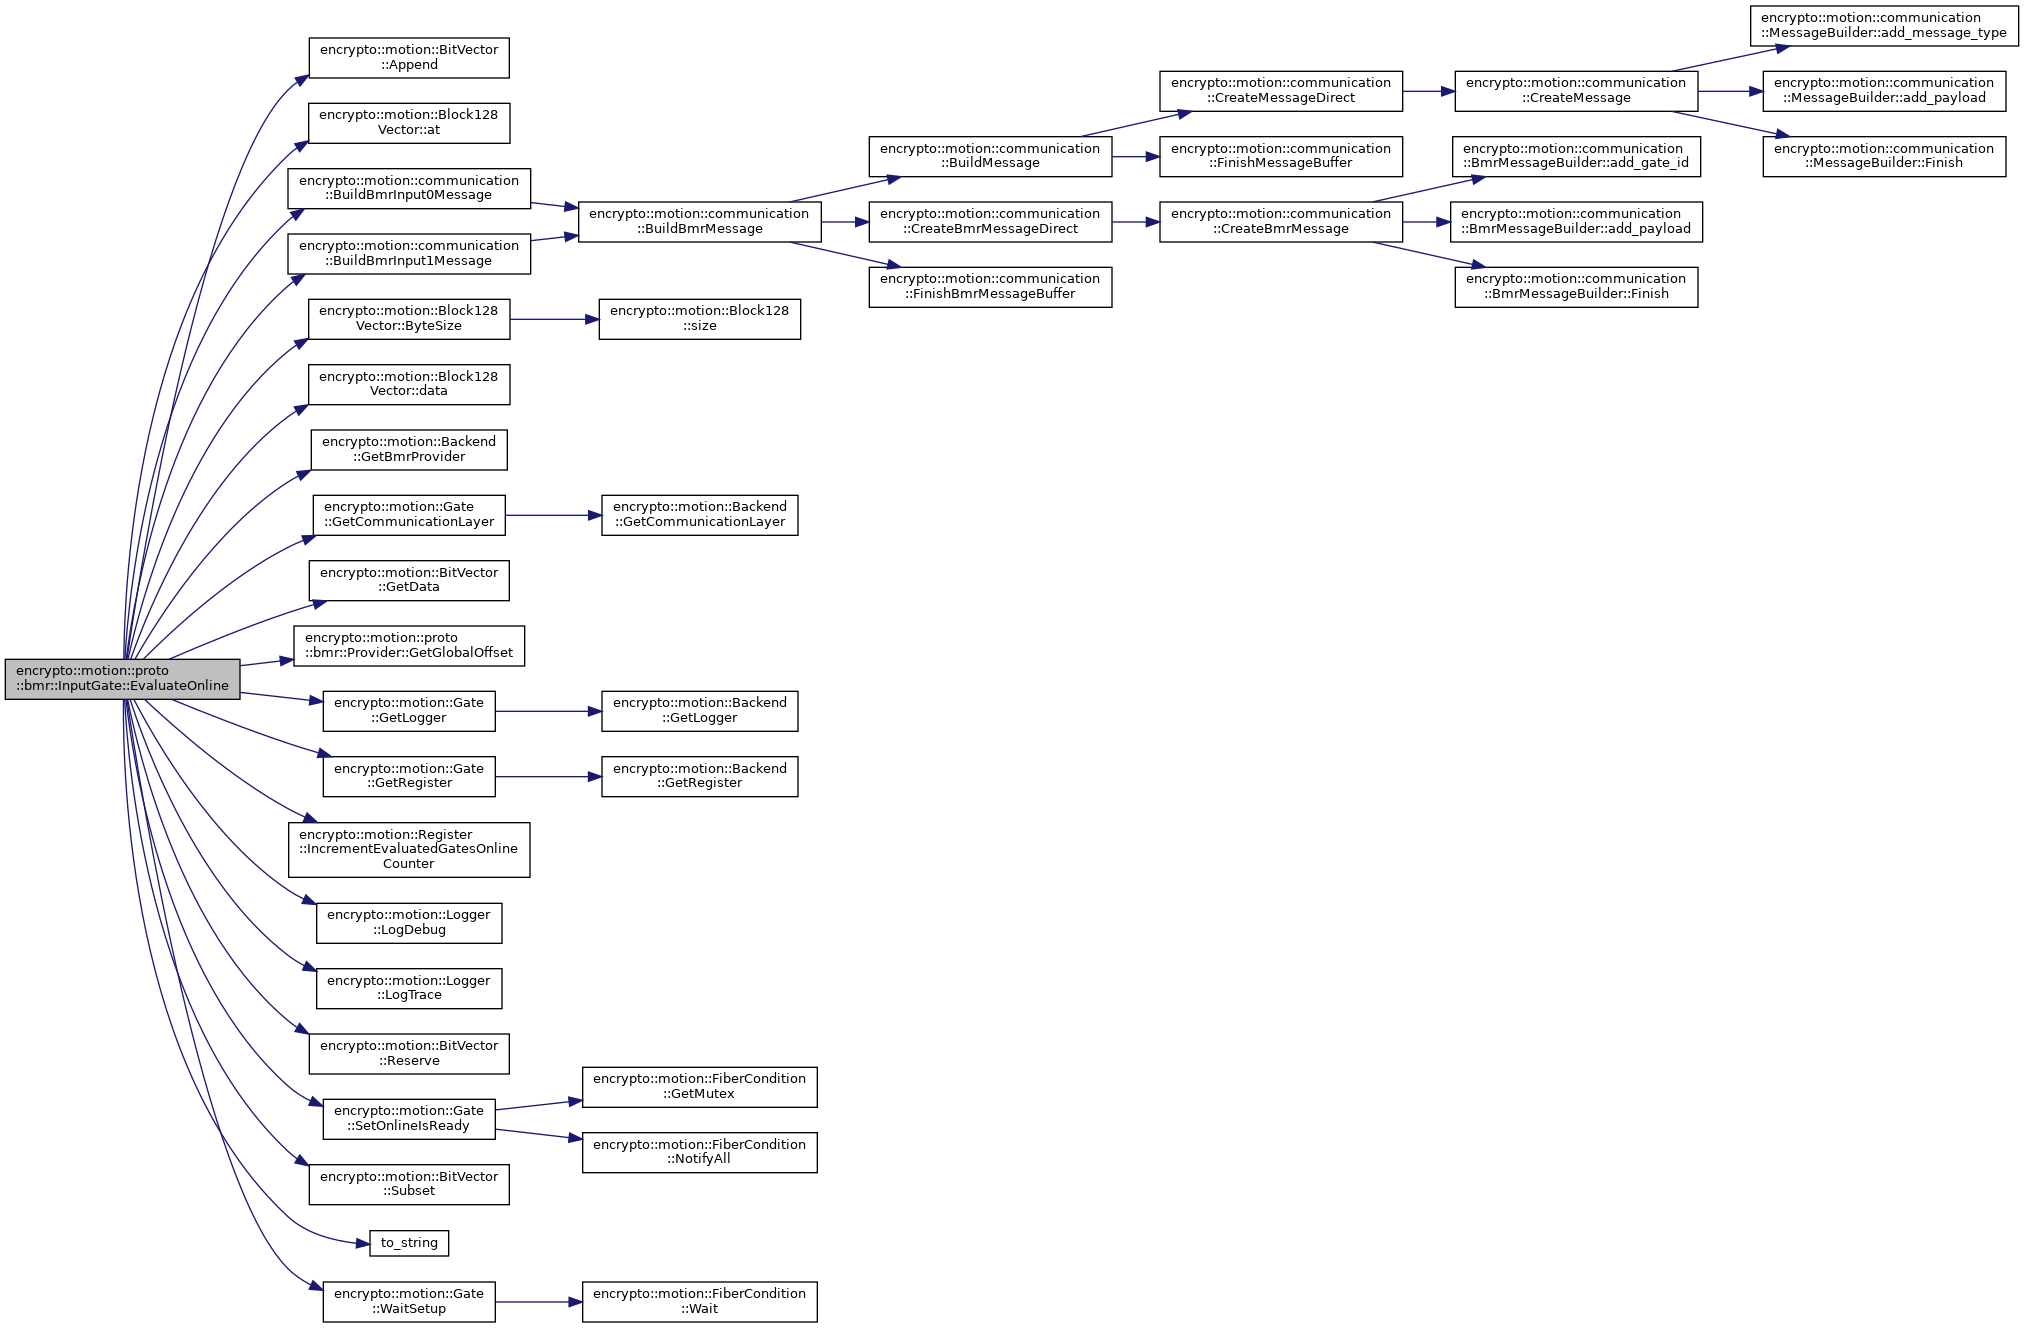 encrypto::motion::proto
::bmr::InputGate::EvaluateOnline
encrypto::motion::BitVector
::Append
encrypto::motion::Block128
Vector::at
encrypto::motion::communication
::BuildBmrInput0Message
encrypto::motion::communication
::BuildBmrInput1Message
encrypto::motion::Block128
Vector::ByteSize
encrypto::motion::Block128
Vector::data
encrypto::motion::Backend
::GetBmrProvider
encrypto::motion::Gate
::GetCommunicationLayer
encrypto::motion::BitVector
::GetData
encrypto::motion::proto
::bmr::Provider::GetGlobalOffset
encrypto::motion::Gate
::GetLogger
encrypto::motion::Gate
::GetRegister
encrypto::motion::Register
::IncrementEvaluatedGatesOnline
Counter
encrypto::motion::Logger
::LogDebug
encrypto::motion::Logger
::LogTrace
encrypto::motion::BitVector
::Reserve
encrypto::motion::Gate
::SetOnlineIsReady
encrypto::motion::BitVector
::Subset
to_string
encrypto::motion::Gate
::WaitSetup
encrypto::motion::communication
::BuildBmrMessage
encrypto::motion::Block128
::size
encrypto::motion::Backend
::GetCommunicationLayer
encrypto::motion::Backend
::GetLogger
encrypto::motion::Backend
::GetRegister
encrypto::motion::FiberCondition
::GetMutex
encrypto::motion::FiberCondition
::NotifyAll
encrypto::motion::FiberCondition
::Wait
encrypto::motion::communication
::BuildMessage
encrypto::motion::communication
::CreateBmrMessageDirect
encrypto::motion::communication
::FinishBmrMessageBuffer
encrypto::motion::communication
::CreateMessageDirect
encrypto::motion::communication
::FinishMessageBuffer
encrypto::motion::communication
::CreateBmrMessage
encrypto::motion::communication
::CreateMessage
encrypto::motion::communication
::BmrMessageBuilder::add_gate_id
encrypto::motion::communication
::BmrMessageBuilder::add_payload
encrypto::motion::communication
::BmrMessageBuilder::Finish
encrypto::motion::communication
::MessageBuilder::add_message_type
encrypto::motion::communication
::MessageBuilder::add_payload
encrypto::motion::communication
::MessageBuilder::Finish